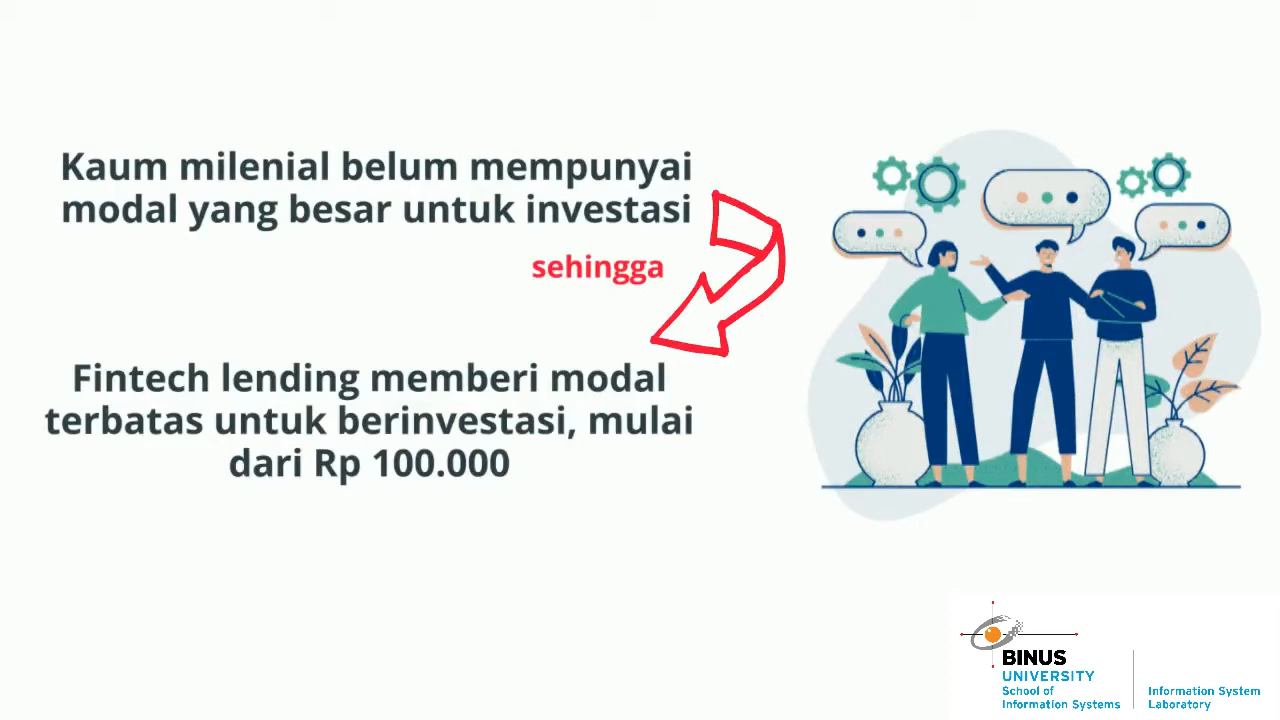 Kaum milenial belum mempunyai
modal yang besar untuk investasi
sehingga
Fintech lending memberi modal
terbatas untuk berinvestasi, mulai
dari Rp 100.000
BINUS
UNIVERSITY
School of
Information Systems
Information System
Laboratory